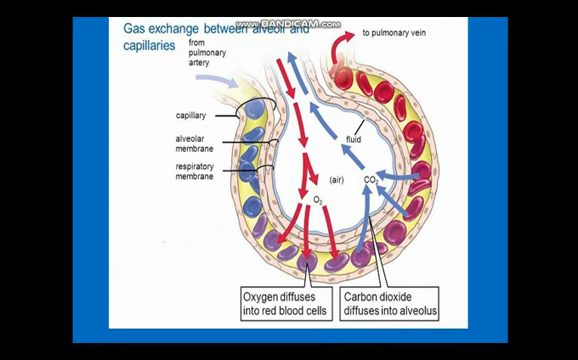 www.BANDICAM.com
Gas exchange between alveoli and
capillaries
from
pulmonary
artery
to pulmonary vein
capillary
alveolar
membrane
respiratory
membrane
fluid
(air)
O2
CO2
Oxygen diffuses
into red blood cells
Carbon dioxide
diffuses into alveolus